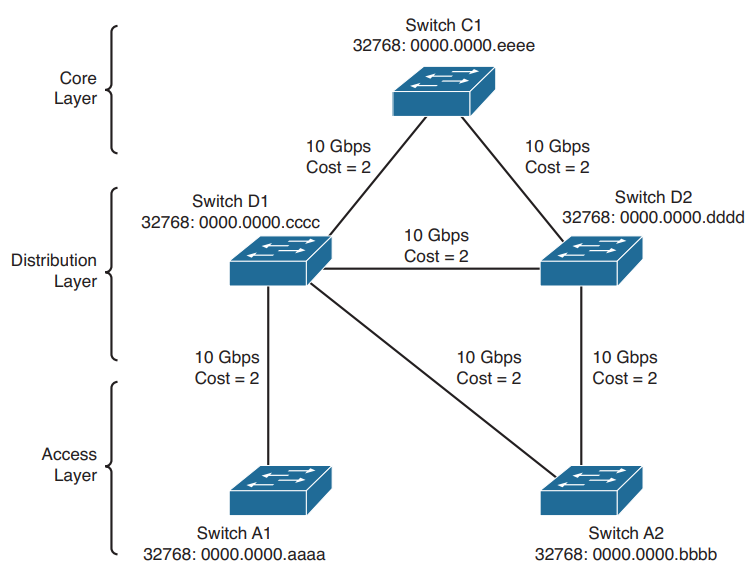 Switch C1
32768: 0000.0000.eeee
Core
Layer
10 Gbps
Cost = 2
10 Gbps
Cost = 2
Switch D1
32768: 0000.0000.cccc
Switch D2
32768: 0000.0000.dddd
10 Gbps
Cost = 2
Distribution
Layer
10 Gbps
Cost = 2
10 Gbps
Cost = 2
10 Gbps
Cost = 2
Access
Layer
Switch A1
32768: 0000.0000.aaaa
Switch A2
32768: 0000.0000.bbbb